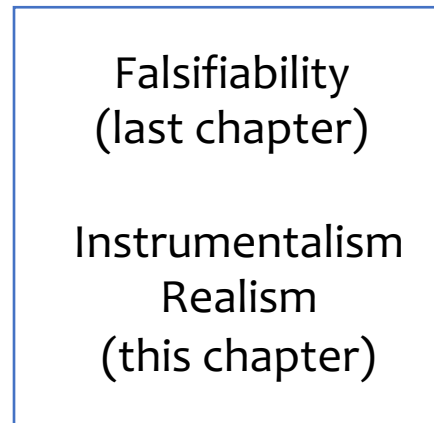 Falsifiability
(last chapter)
Instrumentalism
Realism
(this chapter)